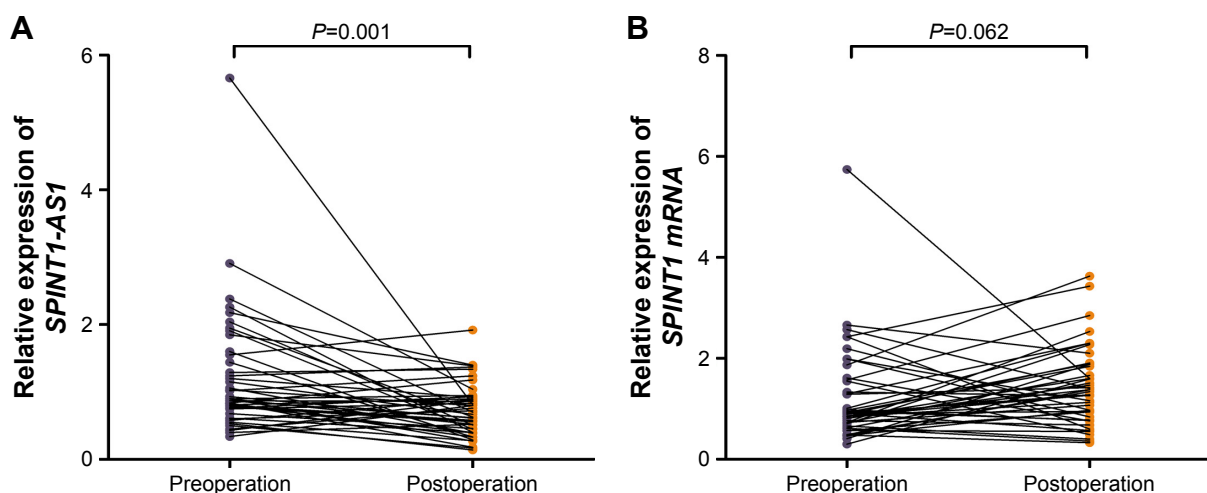 A
P=0.001
Relative expression of
SPINT1-AS1
6
4
2
0
Preoperation
Postoperation
B
P=0.062
Relative expression of
SPINT1 mRNA
8
6
4
2
0
Preoperation
Postoperation